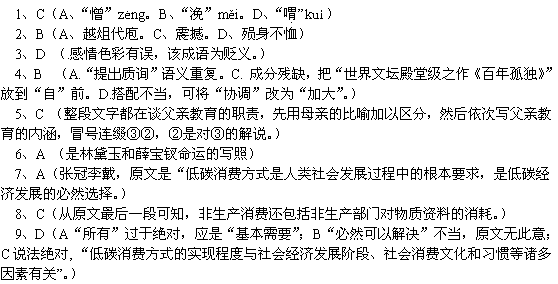 1、C（A、“憎”zēng。B、“浼”měi。D、“喟”kuì）
2、B（A、越俎代庖。C、震撼。D、殒身不恤）
3、D （.感情色彩有误，该成语为贬义。）
4、B （A.“提出质询”语义重复。C. 成分残缺，把“世界文坛殿堂级之作《百年孤独》”
放到“自”前。D.搭配不当，可将“协调”改为“加大”。）
5、C （整段文字都在谈父亲教育的职责，先用母亲的比喻加以区分，然后依次写父亲教
育的内涵，冒号连缀③②，②是对③的解说。）
6、A （是林黛玉和薛宝钗命运的写照）
7、A（张冠李戴，原文是“低碳消费方式是人类社会发展过程中的根本要求，是低碳经
济发展的必然选择。）
8、C（从原文最后一段可知，非生产消费还包括非生产部门对物质资料的消耗。）
9、D（A“所有”过于绝对，应是“基本需要”；B“必然可以解决”不当，原文无此意；
C说法绝对，“低碳消费方式的实现程度与社会经济发展阶段、社会消费文化和习惯等诸多
因素有关”。）